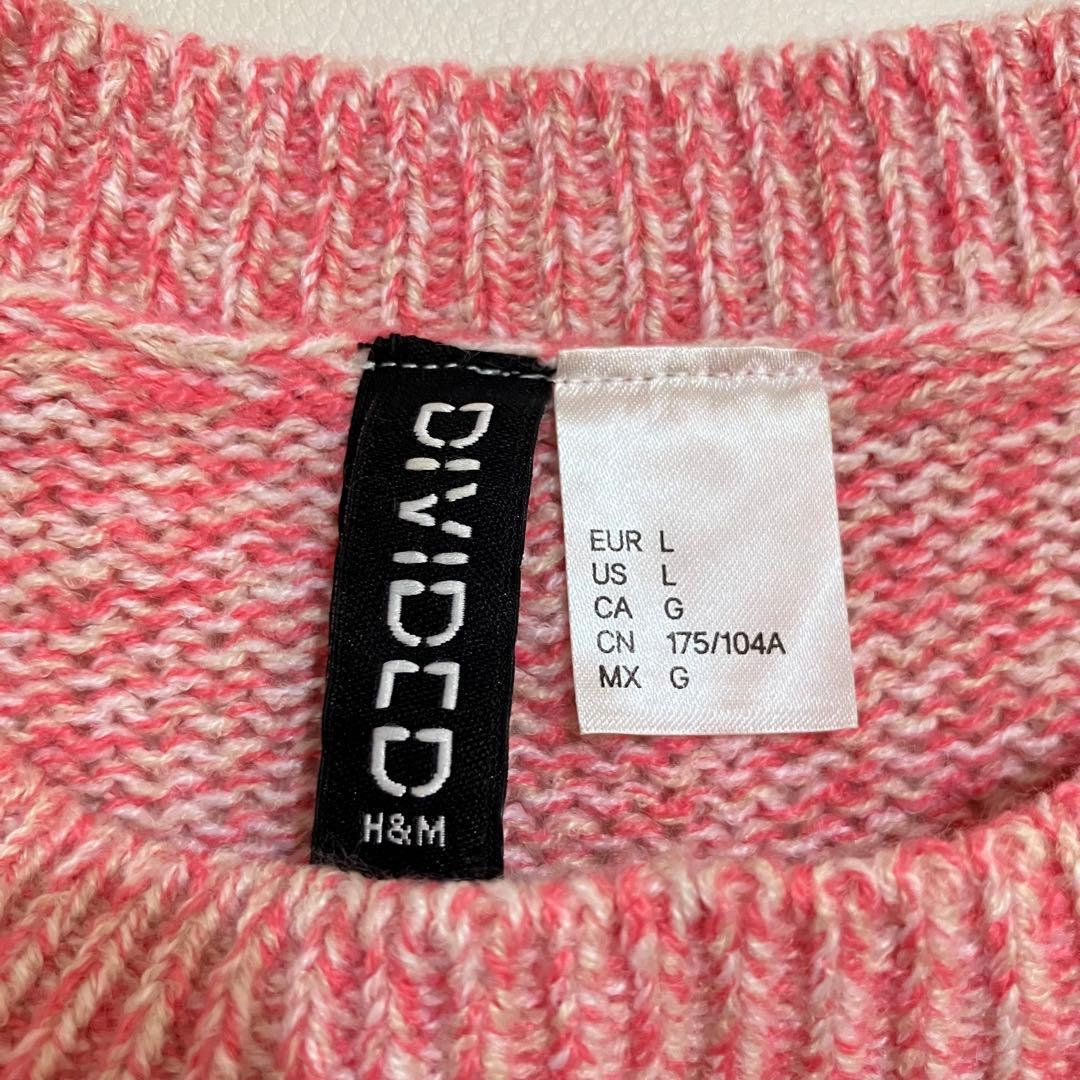 DIVIDED
H&M
EUR L
US L
CA G
CN 175/104A
MX G